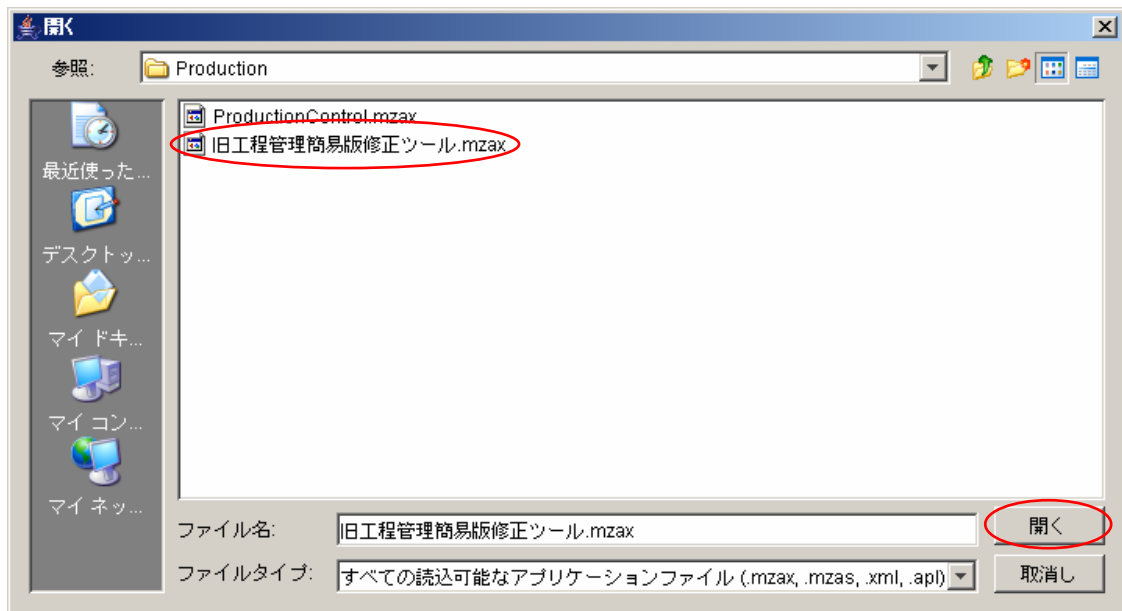 開く
参照:
Production
ProductionControl.mzax
旧工程管理簡易版修正ツール.mzax
最近使った...
デスクトッ...
マイ ドキ...
マイ コン...
マイ ネッ...
ファイル名:
旧工程管理簡易版修正ツール.mzax
開く
ファイルタイプ:
すべての読込可能なアプリケーションファイル (.mzax, .mzas, .xml, .apl)
取消し